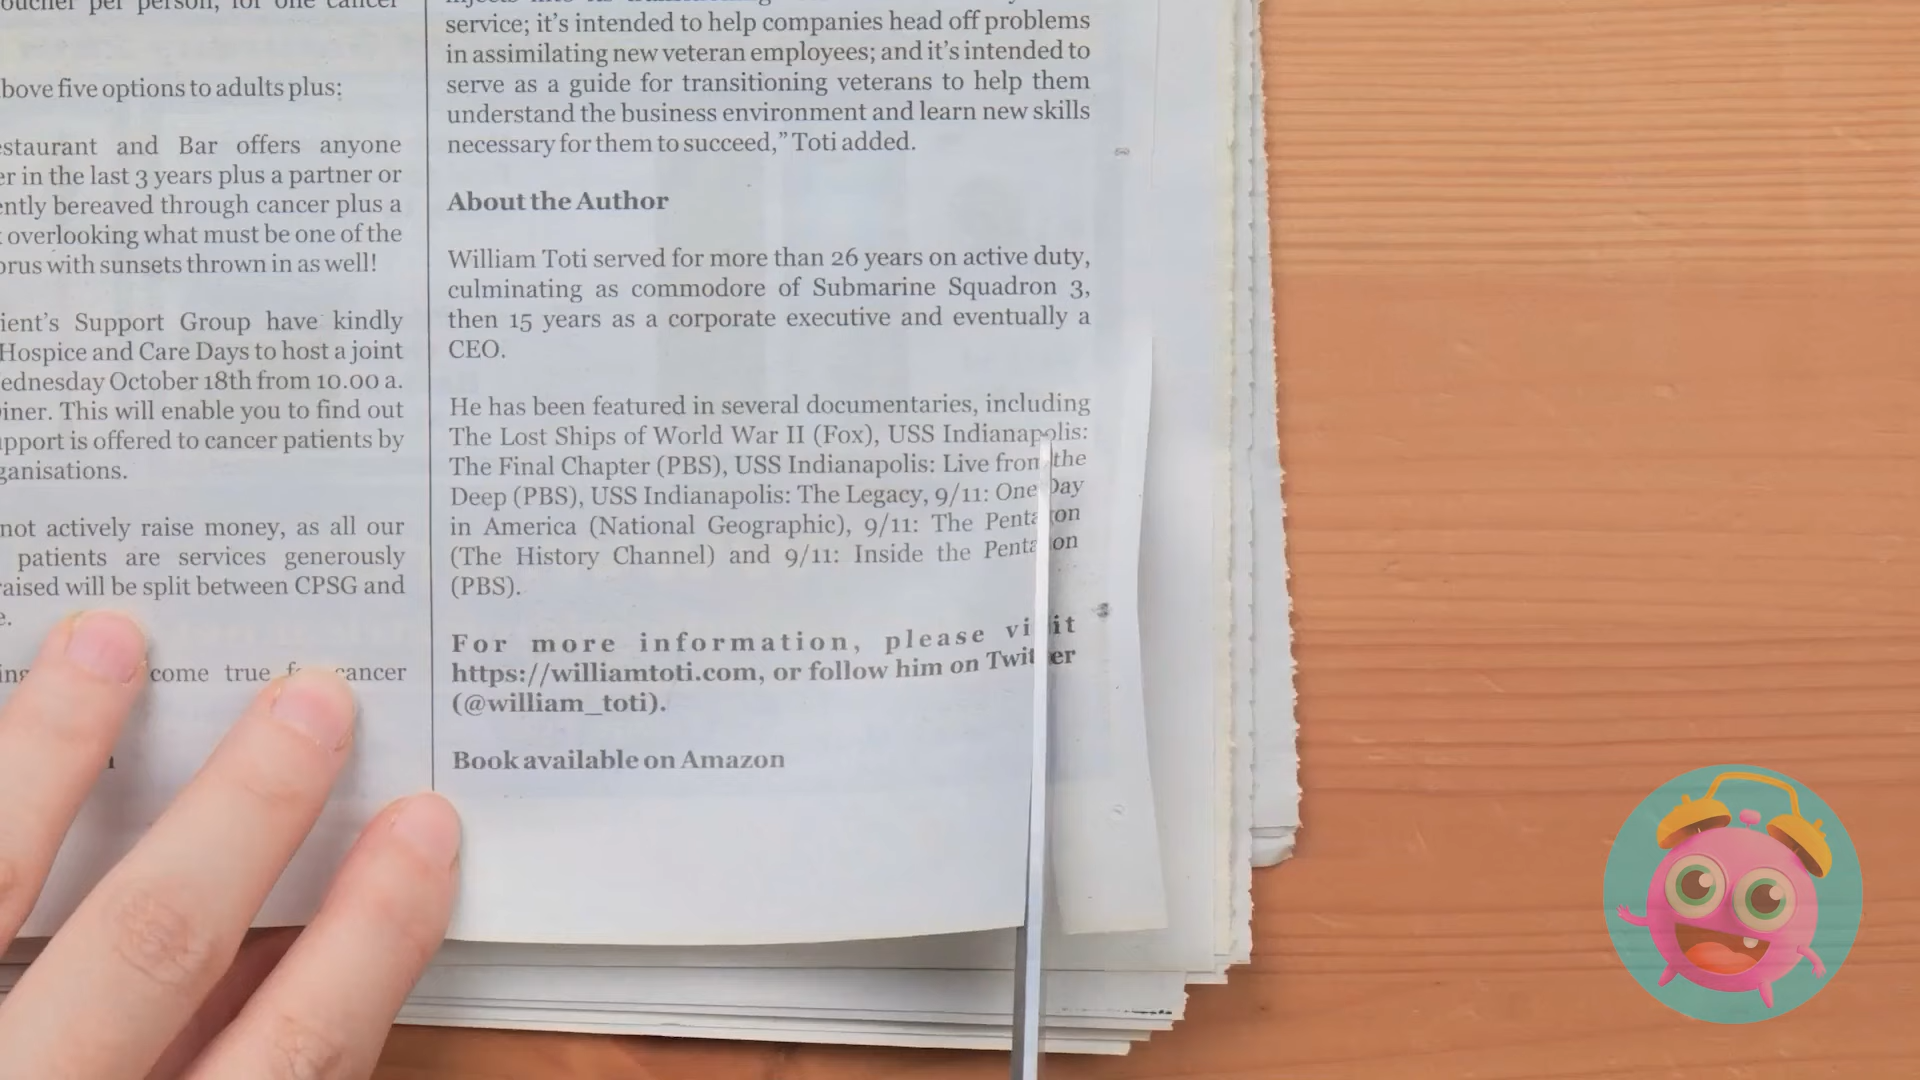 oucher per person, for one cancer
bove five options to adults plus:
estaurant and Bar offers anyone
er in the last 3 years plus a partner or
ently bereaved through cancer plus a
overlooking what must be one of the
orus with sunsets thrown in as well!
ient's Support Group have kindly
Hospice and Care Days to host a joint
ednesday October 18th from 10.00 a.
iner. This will enable you to find out
pport is offered to cancer patients by
ganisations.
not actively raise money, as all our
patients are services generously
raised will be split between CPSG and
e.
ing come true cancer
service; it's intended to help companies head off problems
in assimilating new veteran employees; and it's intended to
serve as a guide for transitioning veterans to help them
understand the business environment and learn new skills
necessary for them to succeed," Toti added.
About the Author
William Toti served for more than 26 years on active duty,
culminating as commodore of Submarine Squadron 3,
then 15 years as a corporate executive and eventually a
CEO.
He has been featured in several documentaries, including
The Lost Ships of World War II (Fox), USS Indianapolis:
The Final Chapter (PBS), USS Indianapolis: Live from the
Deep (PBS), USS Indianapolis: The Legacy, 9/11: One Day
in America (National Geographic), 9/11: The Pentagon
(The History Channel) and 9/11: Inside the Pentagon
(PBS).
For more information, please visit
https://williamtoti.com, or follow him on Twitter
(@william_toti).
Book available on Amazon